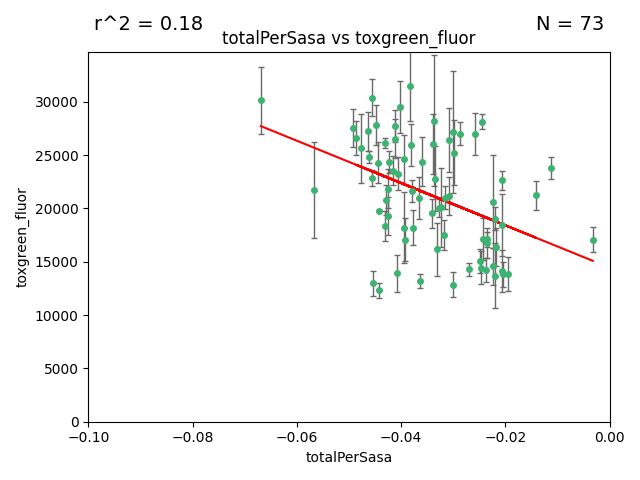 r^2 = 0.18
N = 73
totalPerSasa vs toxgreen_fluor
30000
25000
20000
15000
10000
5000
0
toxgreen_fluor
−0.10
−0.08
−0.06
−0.04
−0.02
0.00
totalPerSasa